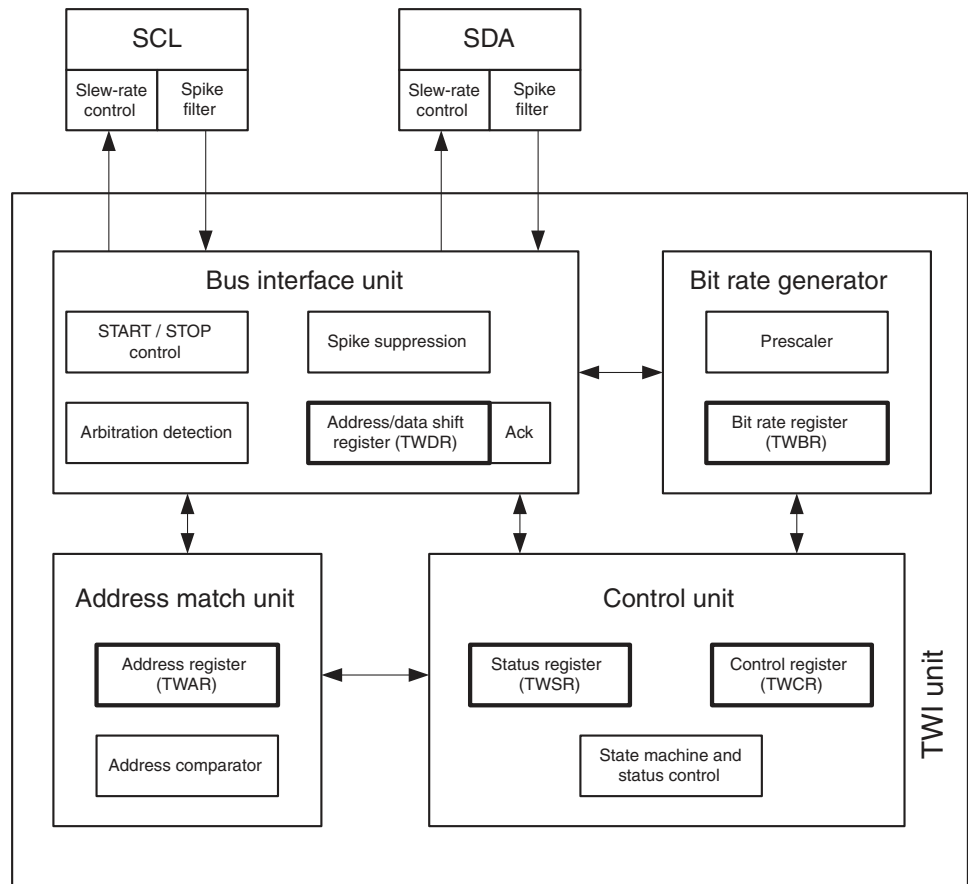 SCL
SDA
Slew-rate
control
Spike
filter
Slew-rate
control
Spike
filter
Bus interface unit
START / STOP
control
Spike suppression
Arbitration detection
Address/data shift
register (TWDR)
Ack
Bit rate generator
Prescaler
Bit rate register
(TWBR)
Address match unit
Address register
(TWAR)
Address comparator
Control unit
Status register
(TWSR)
Control register
(TWCR)
State machine and
status control
TWI unit